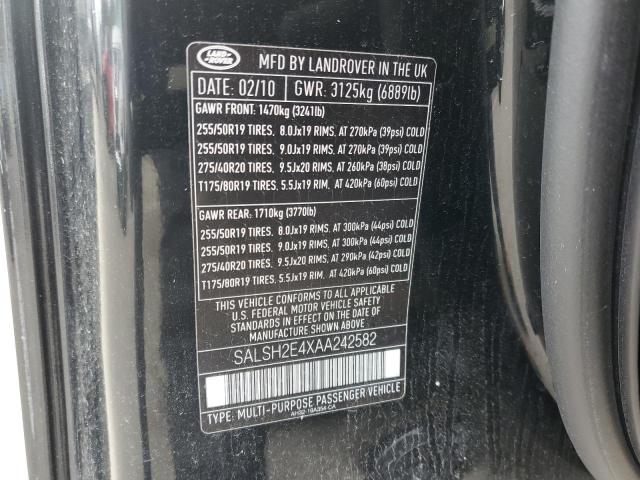 LAND-
ROVER
MFD BY LANDROVER IN THE UK
DATE: 02/10 GWR: 3125kg (6889lb)
GAWR FRONT: 1470kg (3241lb)
255/50R19 TIRES, 8.0Jx19 RIMS, AT 270kPa (39psi) COLD
255/50R19 TIRES, 9.0Jx19 RIMS, AT 270kPa (39psi) COLD
275/40R20 TIRES, 9.5Jx20 RIMS, AT 260kPa (38psi) COLD
T175/80R19 TIRES, 5.5Jx19 RIM, AT 420kPa (60psi) COLD
GAWR REAR: 1710kg (3770lb)
255/50R19 TIRES, 8.0Jx19 RIMS, AT 300kPa (44psi) COLD
255/50R19 TIRES, 9.0Jx19 RIMS, AT 300kPa (44psi) COLD
275/40R20 TIRES, 9.5Jx20 RIMS, AT 290kPa (42psi) COLD
T175/80R19 TIRES, 5.5Jx19 RIM, AT 420kPa (60psi) COLD
THIS VEHICLE CONFORMS TO ALL APPLICABLE
U.S. FEDERAL MOTOR VEHICLE SAFETY
STANDARDS IN EFFECT ON THE DATE OF
MANUFACTURE SHOWN ABOVE
SALSH2E4XAA242582
TYPE: MULTI-PURPOSE PASSENGER VEHICLE
AH32-19A354-CA